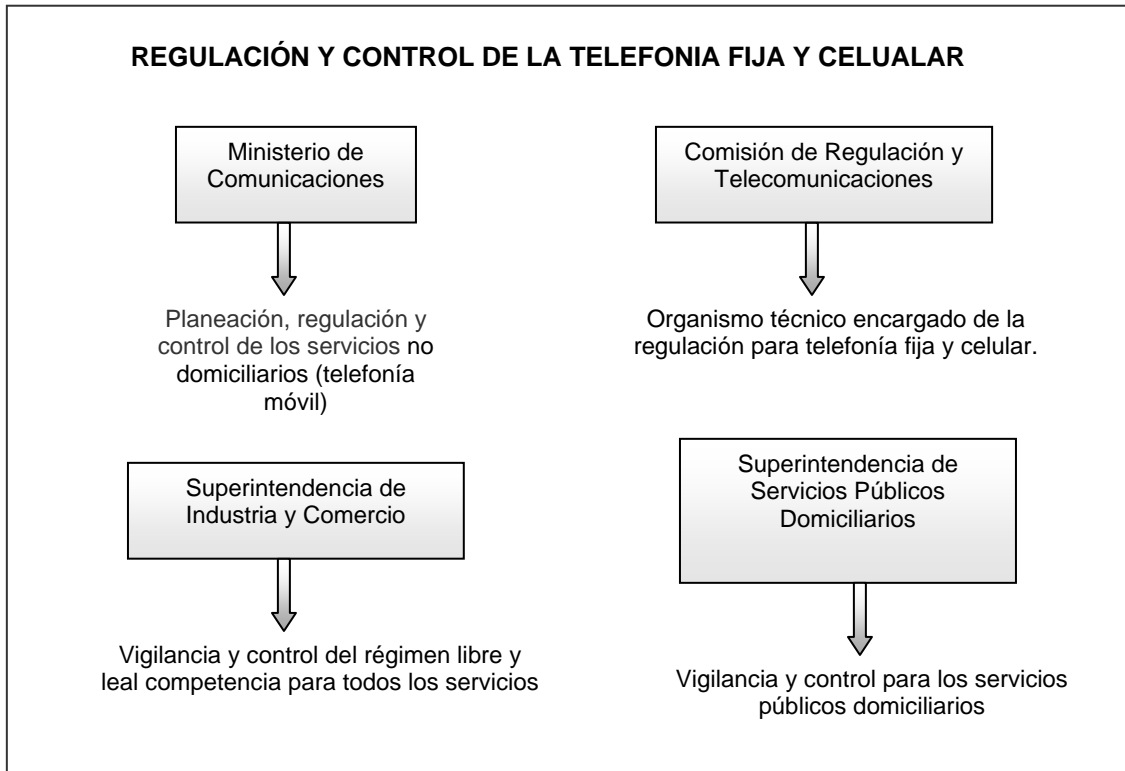 REGULACIÓN Y CONTROL DE LA TELEFONIA FIJA Y CELUALAR
Ministerio de
Comunicaciones
Comisión de Regulación y
Telecomunicaciones
Planeación, regulación y
control de los servicios no
domiciliarios (telefonía
móvil)
Organismo técnico encargado de la
regulación para telefonía fija y celular.
Superintendencia de
Industria y Comercio
Superintendencia de
Servicios Públicos
Domiciliarios
Vigilancia y control del régimen libre y
leal competencia para todos los servicios
Vigilancia y control para los servicios
públicos domiciliarios